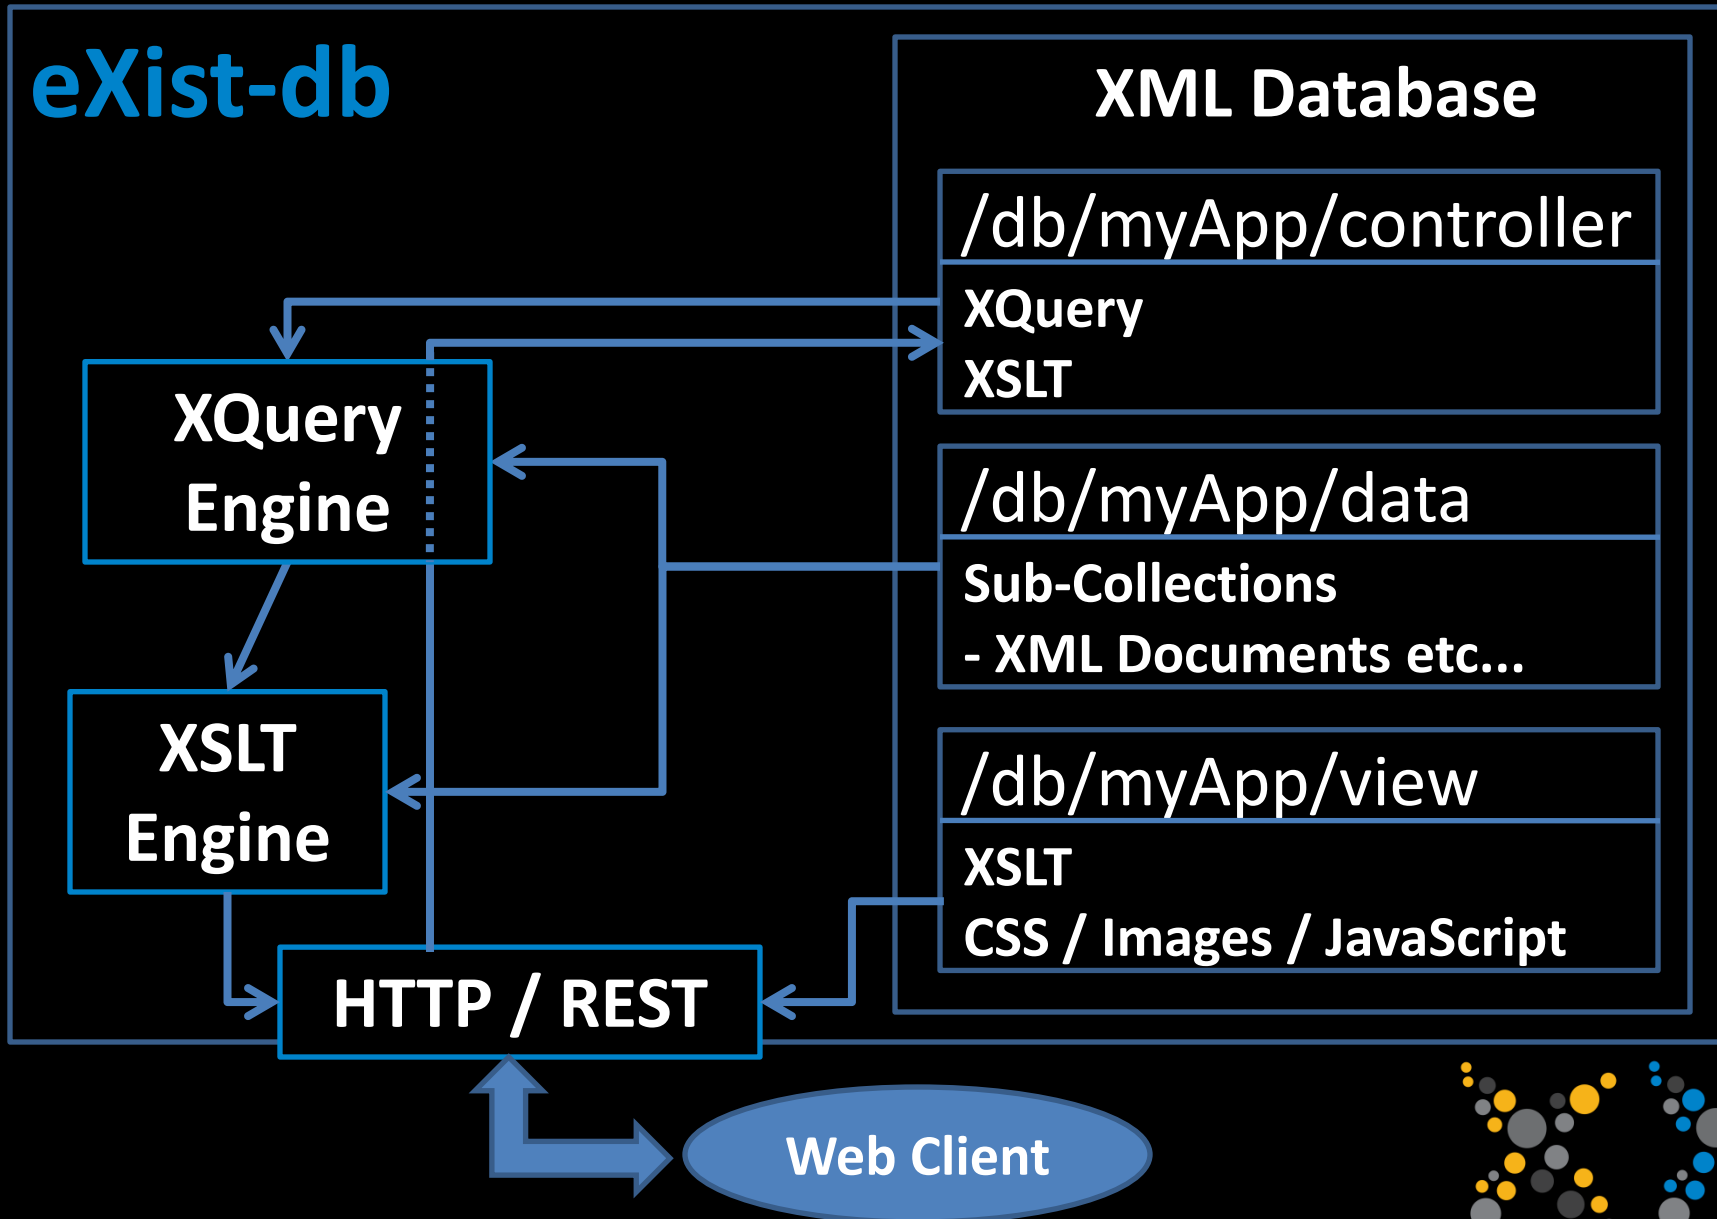 eXist-db
XML Database
/db/myApp/controller
XQuery
XSLT
XQuery
Engine
/db/myApp/data
Sub-Collections
- XML Documents etc...
XSLT
Engine
/db/myApp/view
XSLT
CSS / Images / JavaScript
HTTP / REST
Web Client